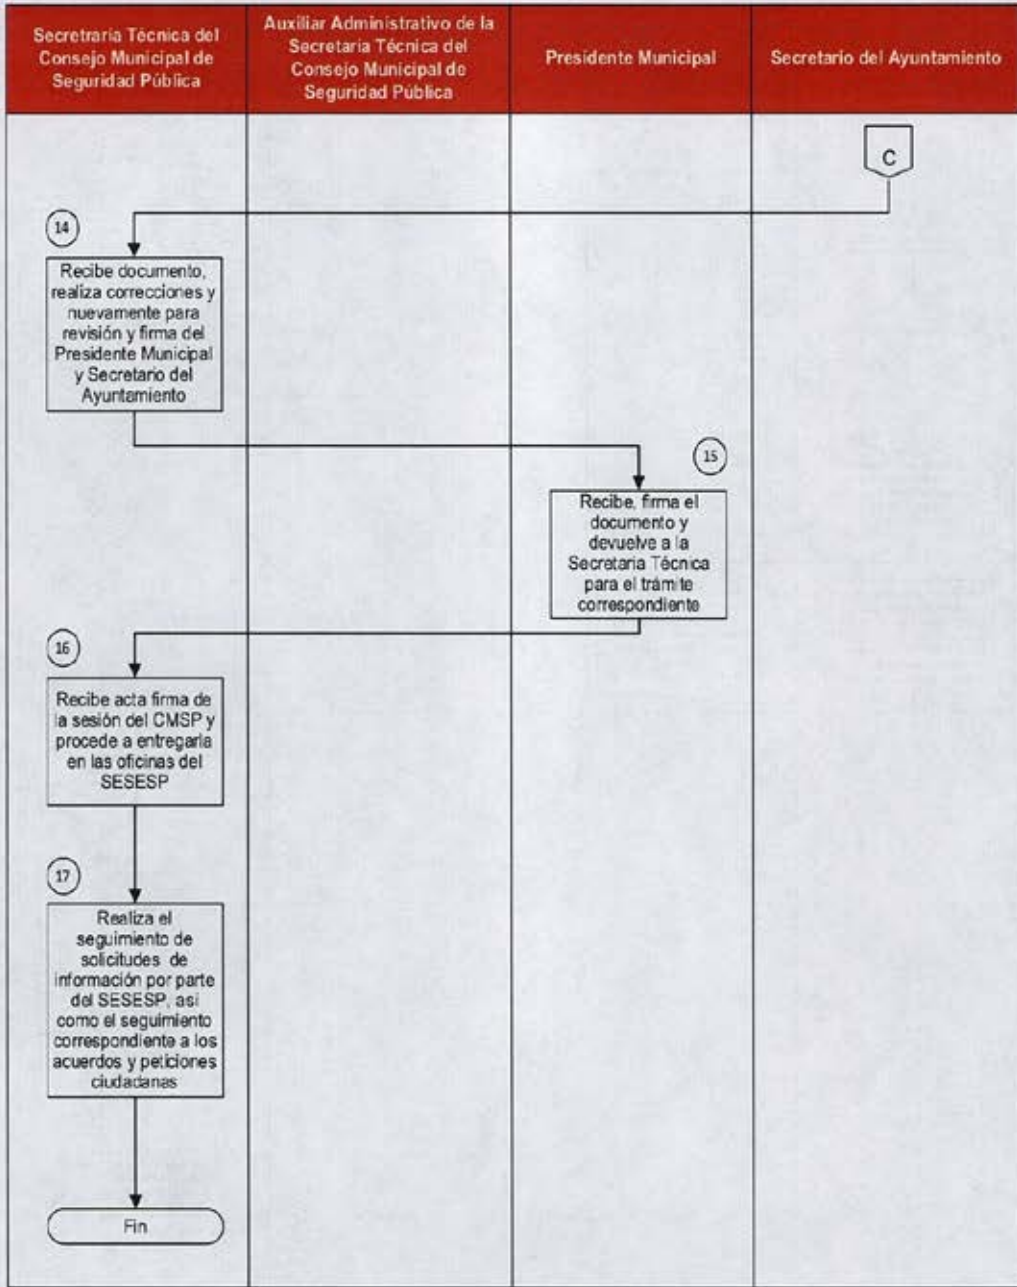 Secretraria Técnica del
Consejo Municipal de
Seguridad Pública
Auxiliar Administrativo de la
Secretaria Técnica del
Consejo Municipal de
Seguridad Pública
Presidente Municipal
Secretario del Ayuntamiento
C
14
Recibe documento,
realiza correcciones y
nuevamente para
revisión y firma del
Presidente Municipal
y Secretario del
Ayuntamiento
15
Recibe, firma el
documento y
devuelve a la
Secretaria Técnica
para el trámite
correspondiente
16
Recibe acta firma de
la sesión del CMSP y
procede a entregarla
en las oficinas del
SESESP
17
Realiza el
seguimiento de
solicitudes de
información por parte
del SESESP, asi
como el seguimiento
correspondiente a los
acuerdos y peticiones
ciudadanas
Fin